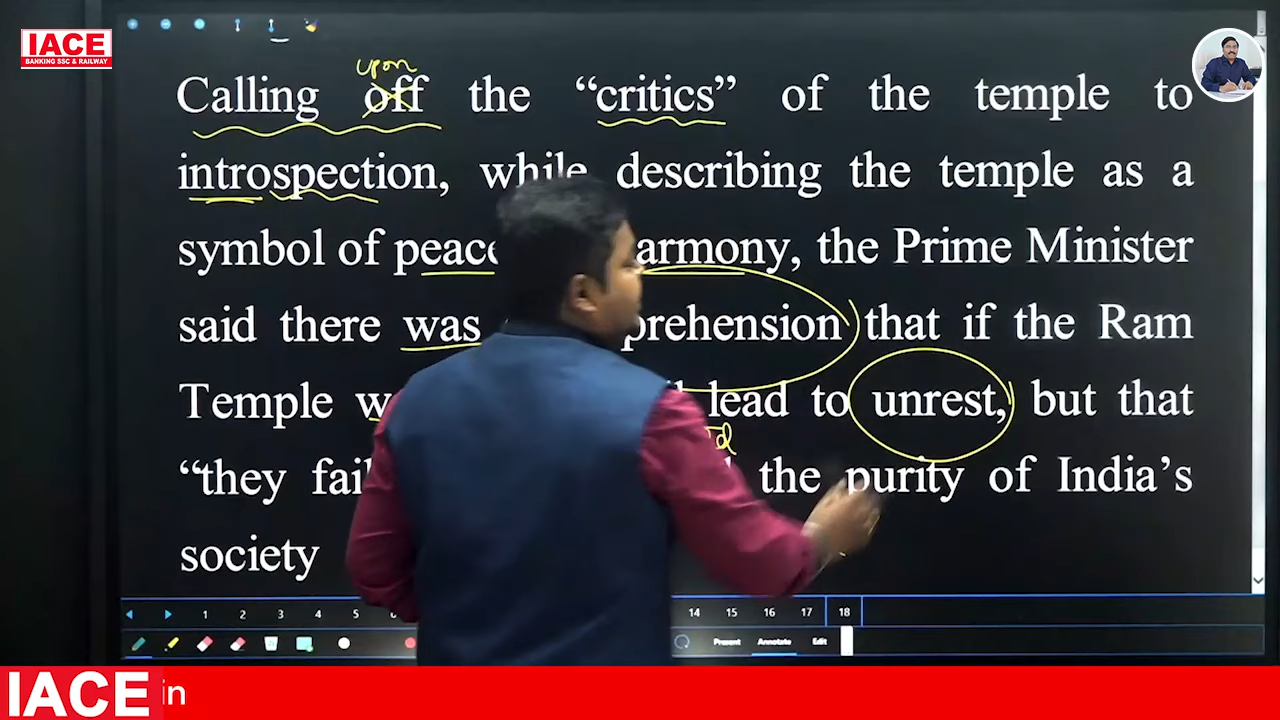 IACE
BANKING SSC & RAILWAY
upon
Calling off the “critics” of the temple to
introspection, while describing the temple as a
symbol of peace armony, the Prime Minister
said there was prehension that if the Ram
Temple w lead to unrest, but that
“they fail the purity of India’s
society
1 2 3 4 5 14 15 16 17 18
Present Annotate Edit
IACE in